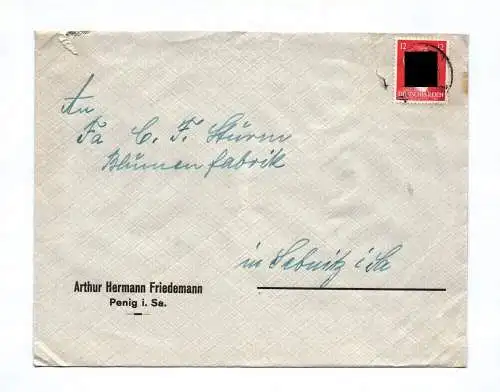 12 12
DEUTSCHES REICH
An
Fa C. F. Sturm
Blumenfabrik
in Sebnitz i/Sa
Arthur Hermann Friedemann
Penig i. Sa.